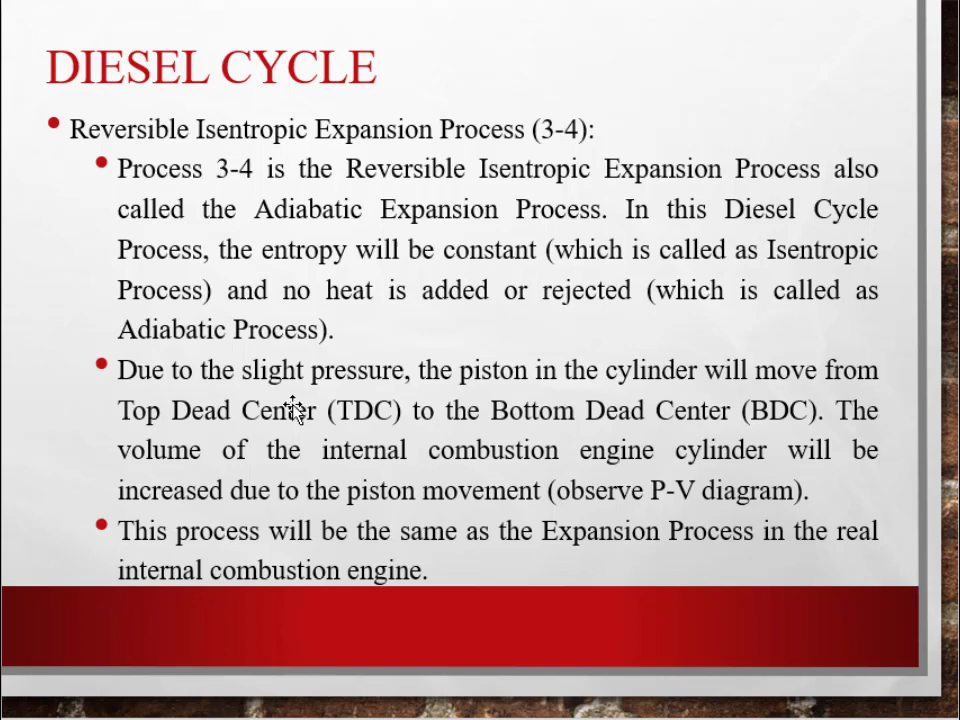 DIESEL CYCLE
• Reversible Isentropic Expansion Process (3-4):
• Process 3-4 is the Reversible Isentropic Expansion Process also
called the Adiabatic Expansion Process. In this Diesel Cycle
Process, the entropy will be constant (which is called as Isentropic
Process) and no heat is added or rejected (which is called as
Adiabatic Process).
• Due to the slight pressure, the piston in the cylinder will move from
Top Dead Center (TDC) to the Bottom Dead Center (BDC). The
volume of the internal combustion engine cylinder will be
increased due to the piston movement (observe P-V diagram).
• This process will be the same as the Expansion Process in the real
internal combustion engine.